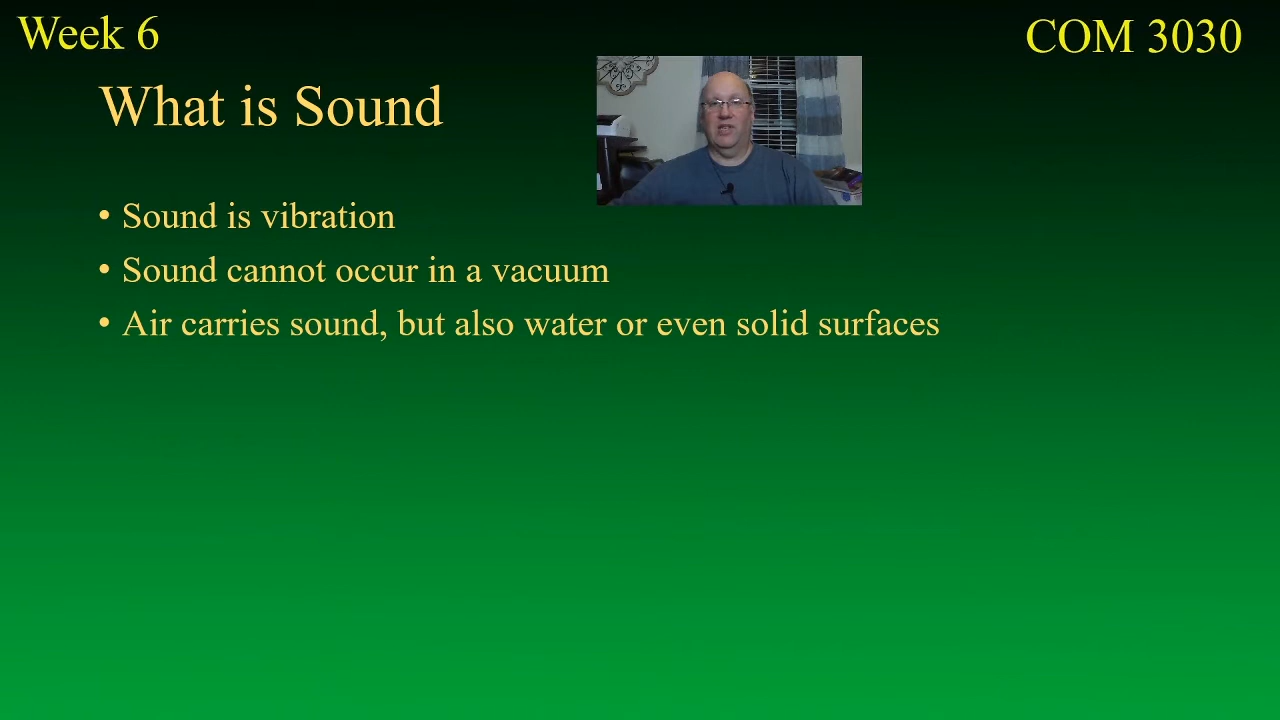 Week 6
COM 3030
What is Sound
• Sound is vibration
• Sound cannot occur in a vacuum
• Air carries sound, but also water or even solid surfaces